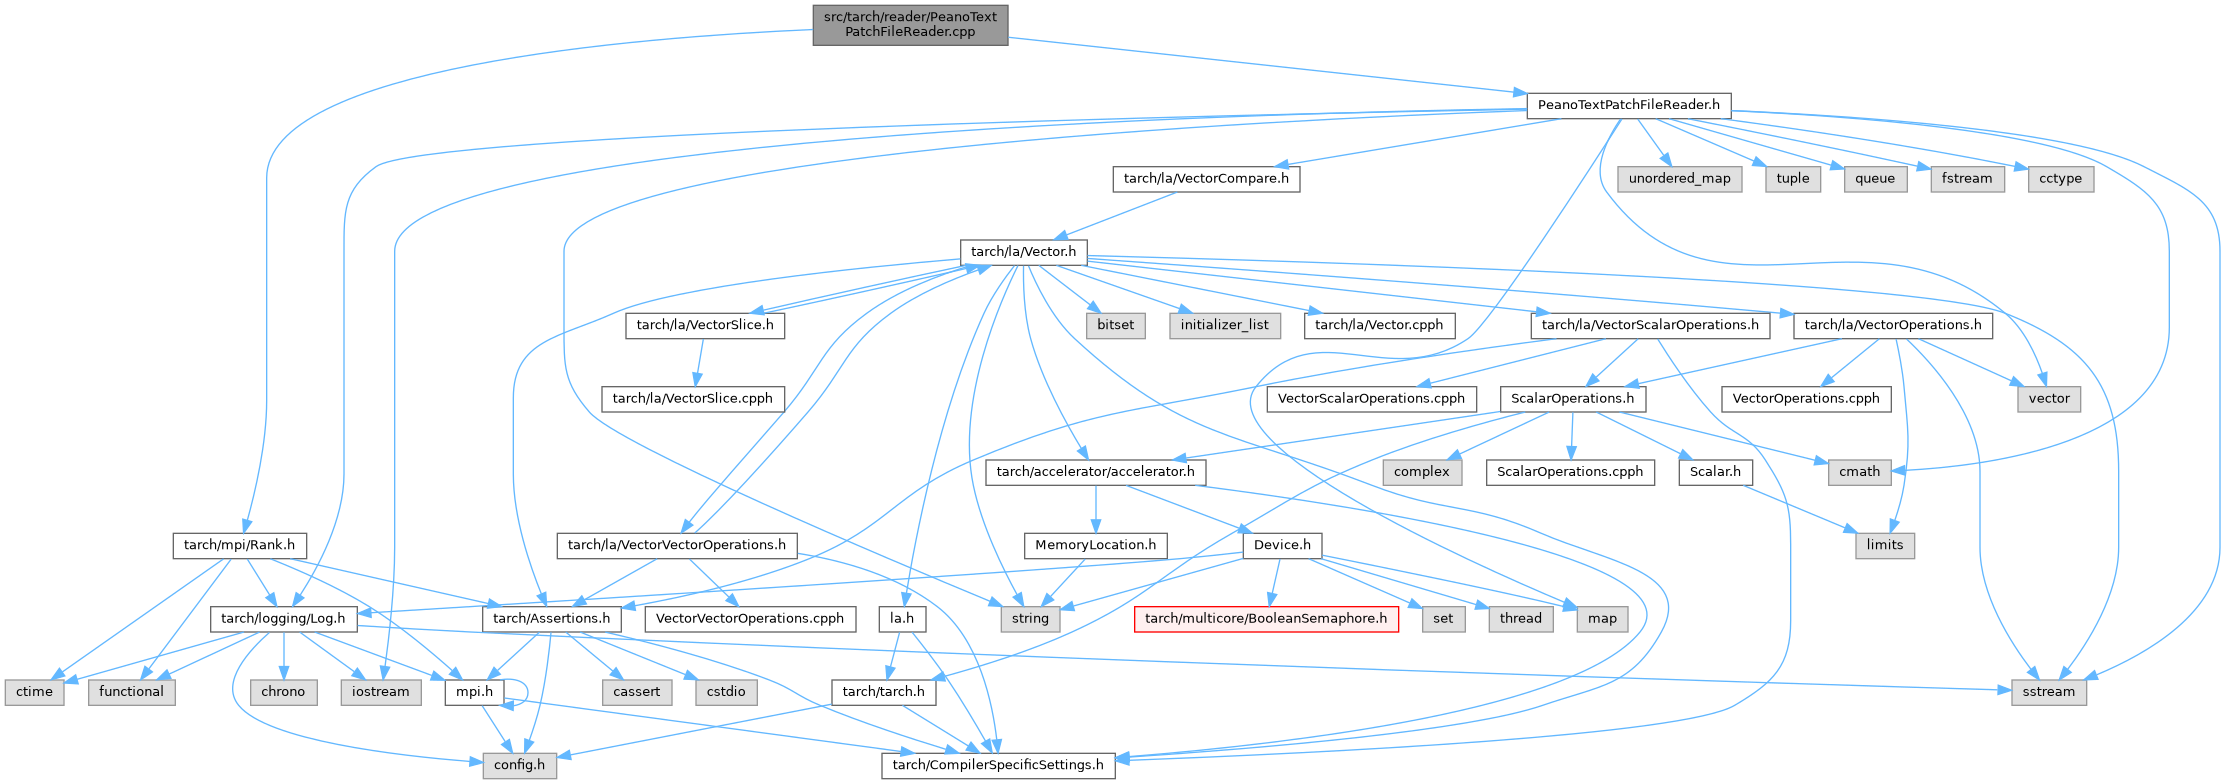 src/tarch/reader/PeanoText
PatchFileReader.cpp
PeanoTextPatchFileReader.h
tarch/la/VectorCompare.h
unordered_map
tuple
queue
fstream
cctype
tarch/la/Vector.h
tarch/la/VectorSlice.h
bitset
initializer_list
tarch/la/Vector.cpph
tarch/la/VectorScalarOperations.h
tarch/la/VectorOperations.h
tarch/la/VectorSlice.cpph
VectorScalarOperations.cpph
ScalarOperations.h
VectorOperations.cpph
vector
tarch/accelerator/accelerator.h
complex
ScalarOperations.cpph
Scalar.h
cmath
tarch/mpi/Rank.h
tarch/la/VectorVectorOperations.h
MemoryLocation.h
Device.h
limits
tarch/logging/Log.h
tarch/Assertions.h
VectorVectorOperations.cpph
la.h
string
tarch/multicore/BooleanSemaphore.h
set
thread
map
ctime
functional
chrono
iostream
mpi.h
cassert
cstdio
tarch/tarch.h
sstream
config.h
tarch/CompilerSpecificSettings.h